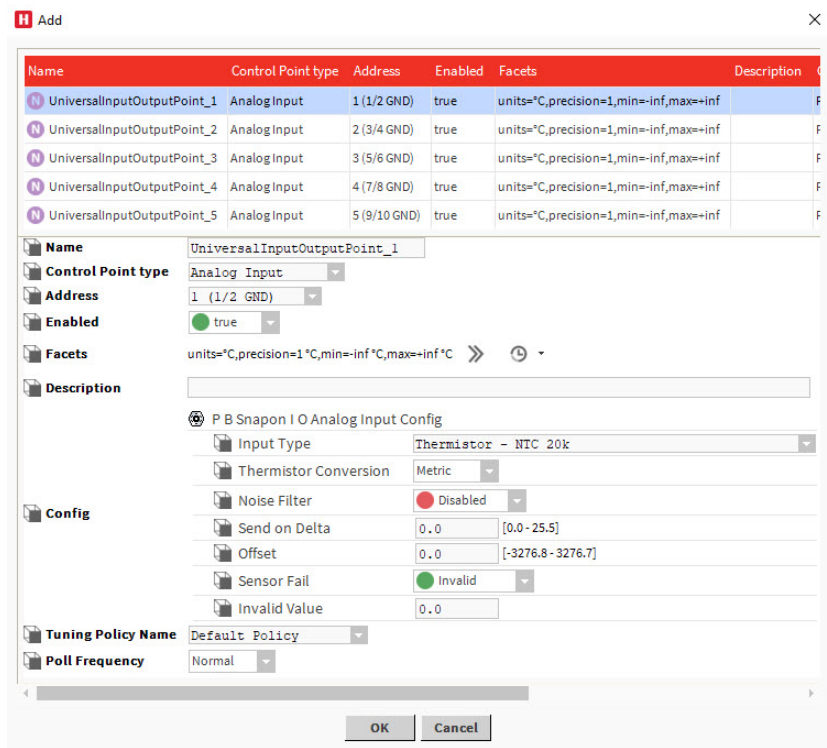 H Add
Name Control Point type Address Enabled Facets Description
N UniversalInputOutputPoint_1 Analog Input 1 (1/2 GND) true units=°C,precision=1,min=-inf,max=+inf
N UniversalInputOutputPoint_2 Analog Input 2 (3/4 GND) true units=°C,precision=1,min=-inf,max=+inf
N UniversalInputOutputPoint_3 Analog Input 3 (5/6 GND) true units=°C,precision=1,min=-inf,max=+inf
N UniversalInputOutputPoint_4 Analog Input 4 (7/8 GND) true units=°C,precision=1,min=-inf,max=+inf
N UniversalInputOutputPoint_5 Analog Input 5 (9/10 GND) true units=°C,precision=1,min=-inf,max=+inf
Name UniversalInputOutputPoint_1
Control Point type Analog Input
Address 1 (1/2 GND)
Enabled true
Facets units=°C,precision=1 °C,min=-inf °C,max=+inf °C
Description
P B Snapon I O Analog Input Config
Input Type Thermistor - NTC 20k
Thermistor Conversion Metric
Noise Filter Disabled
Config
Send on Delta 0.0 [0.0 - 25.5]
Offset 0.0 [-3276.8 - 3276.7]
Sensor Fail Invalid
Invalid Value 0.0
Tuning Policy Name Default Policy
Poll Frequency Normal
OK Cancel